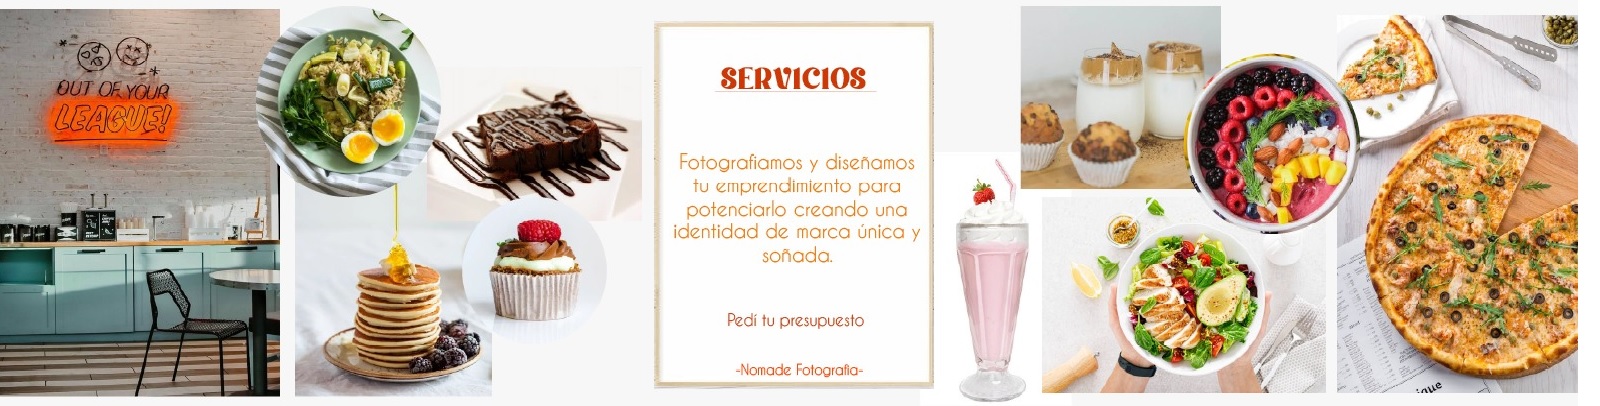 OUT OF YOUR
LEAGUE!
SERVICIOS
Fotografiamos y diseñamos
tu emprendimiento para
potenciarlo creando una
identidad de marca única y
soñada.
Pedí tu presupuesto
-Nomade Fotografia-